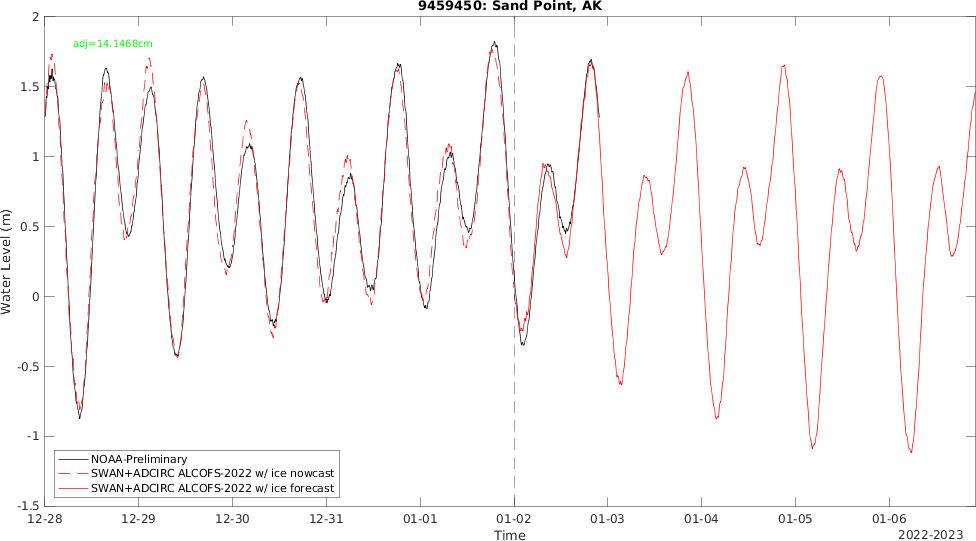 9459450: Sand Point, AK
adj=14.1468cm
Water Level (m)
2
1.5
1
0.5
0
-0.5
-1
-1.5
NOAA-Preliminary
SWAN+ADCIRC ALCOFS-2022 w/ ice nowcast
SWAN+ADCIRC ALCOFS-2022 w/ ice forecast
12-28 12-29 12-30 12-31 01-01 01-02 01-03 01-04 01-05 01-06
Time
2022-2023